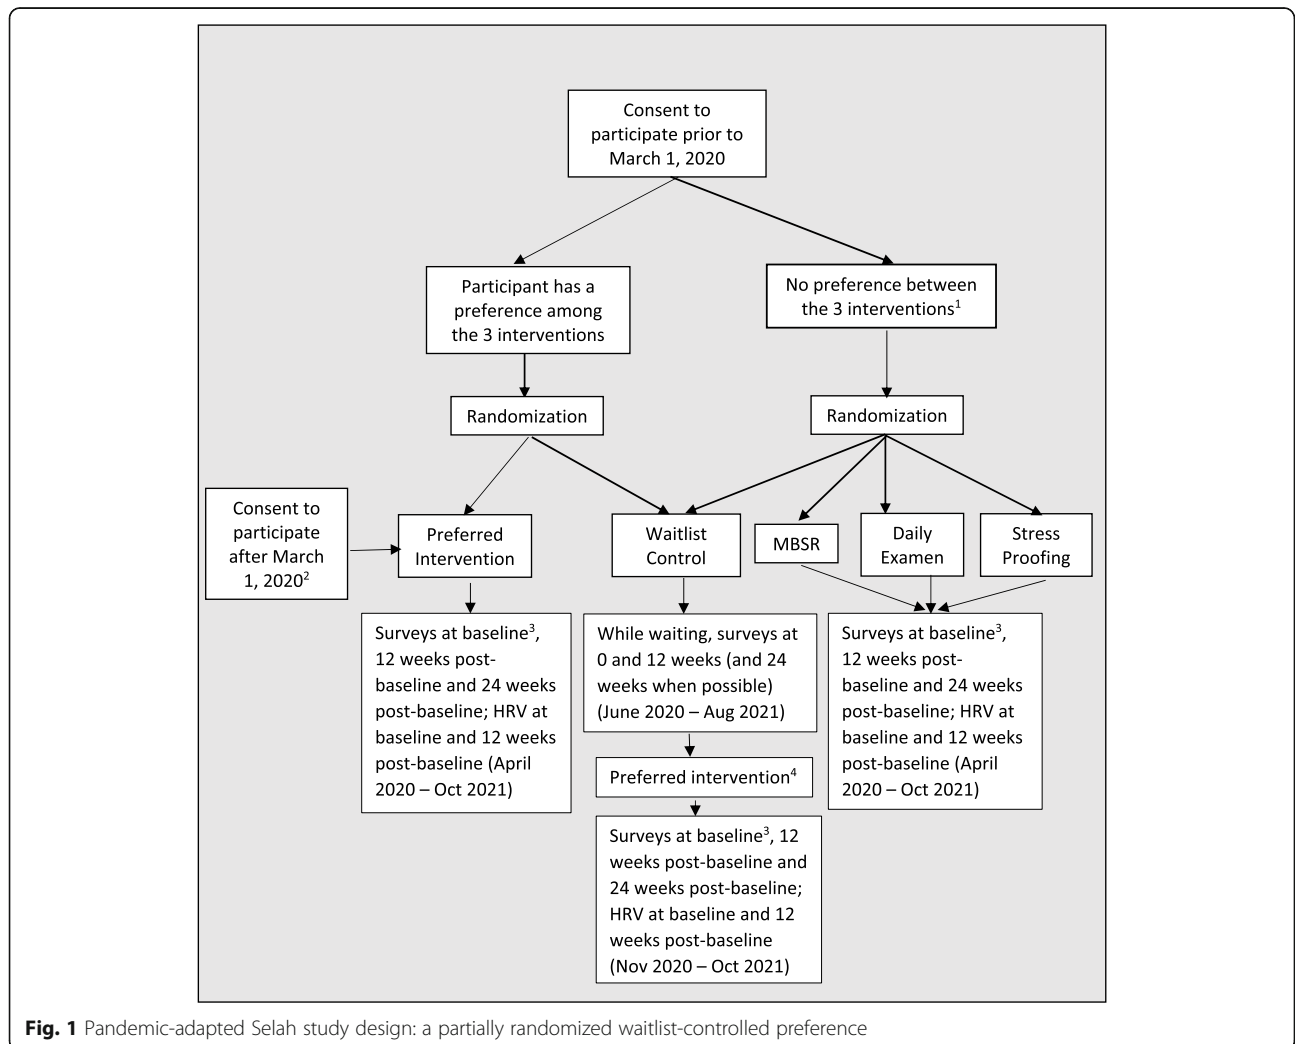 Consent to
participate prior to
March 1, 2020
Participant has a
preference among
the 3 interventions
No preference between
the 3 interventions¹
Randomization
Randomization
Consent to
participate
after March
1, 2020²
Preferred
Intervention
Waitlist
Control
MBSR
Daily
Examen
Stress
Proofing
Surveys at baseline³,
12 weeks post-
baseline and 24 weeks
post-baseline; HRV at
baseline and 12 weeks
post-baseline (April
2020 – Oct 2021)
While waiting, surveys at
0 and 12 weeks (and 24
weeks when possible)
(June 2020 – Aug 2021)
Surveys at baseline³,
12 weeks post-
baseline and 24 weeks
post-baseline; HRV at
baseline and 12 weeks
post-baseline (April
2020 – Oct 2021)
Preferred intervention⁴
Surveys at baseline³, 12
weeks post-baseline and
24 weeks post-baseline;
HRV at baseline and 12
weeks post-baseline
(Nov 2020 – Oct 2021)
Fig. 1 Pandemic-adapted Selah study design: a partially randomized waitlist-controlled preference